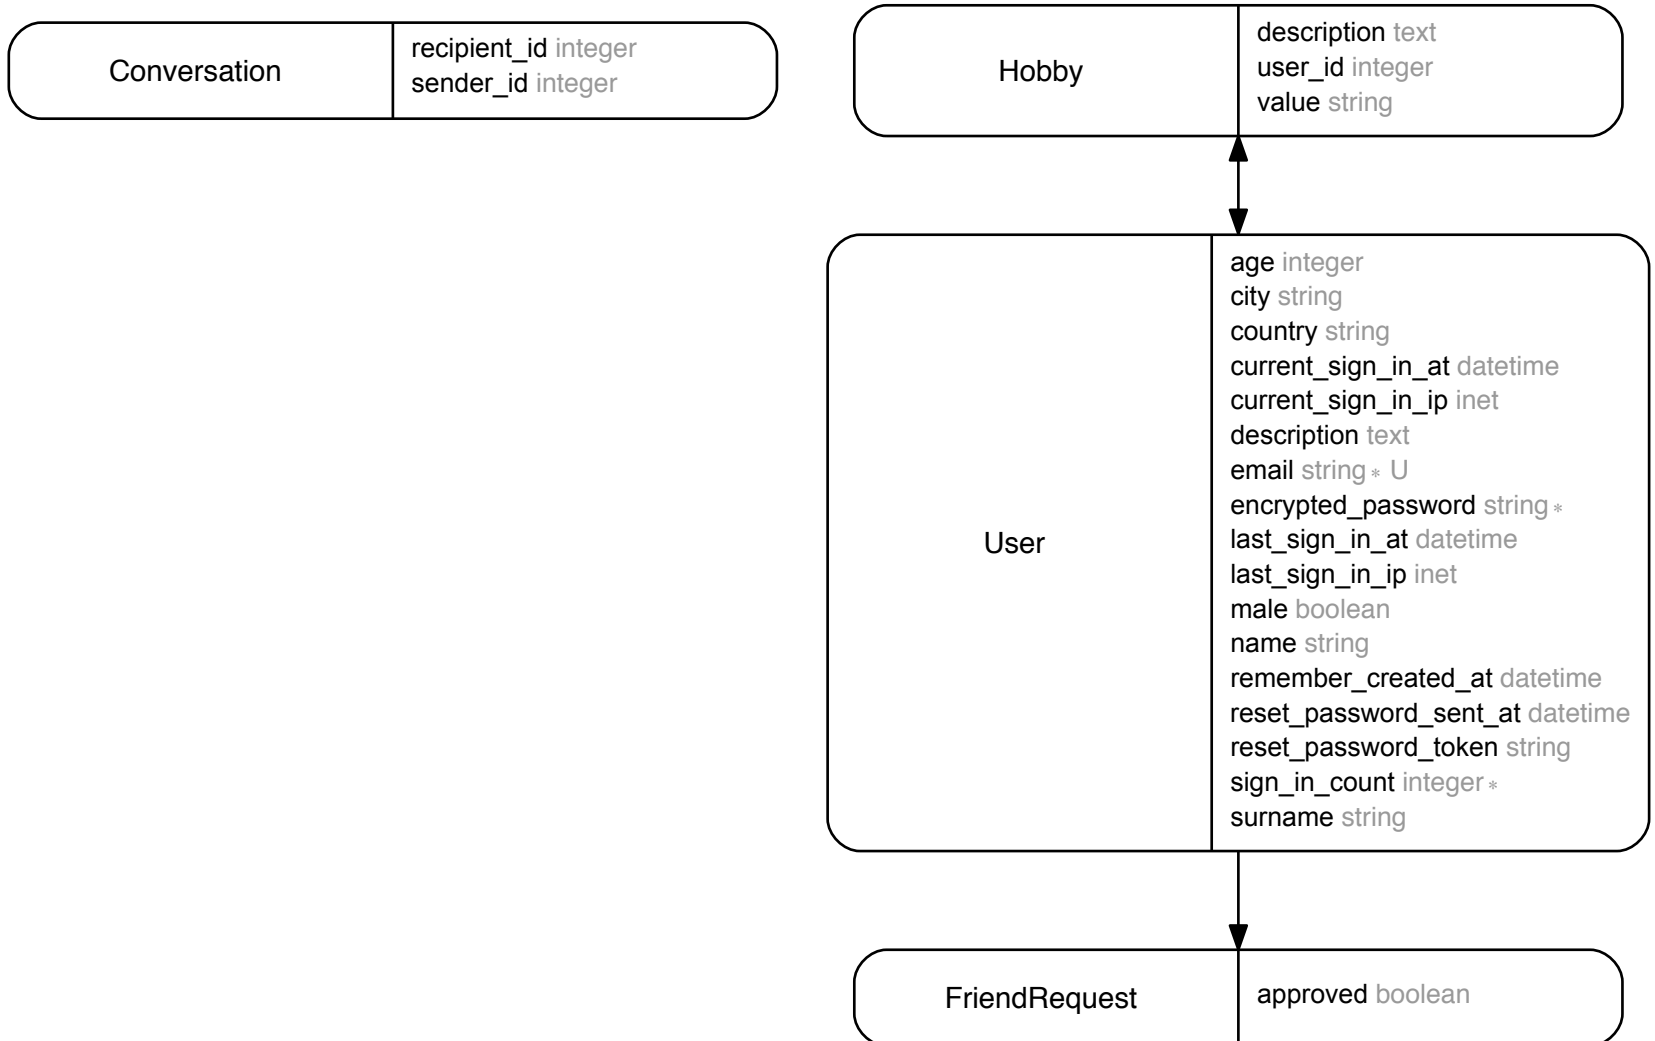 Conversation
recipient_id integer
sender_id integer
Hobby
description text
user_id integer
value string
User
age integer
city string
country string
current_sign_in_at datetime
current_sign_in_ip inet
description text
email string * U
encrypted_password string *
last_sign_in_at datetime
last_sign_in_ip inet
male boolean
name string
remember_created_at datetime
reset_password_sent_at datetime
reset_password_token string
sign_in_count integer *
surname string
FriendRequest
approved boolean